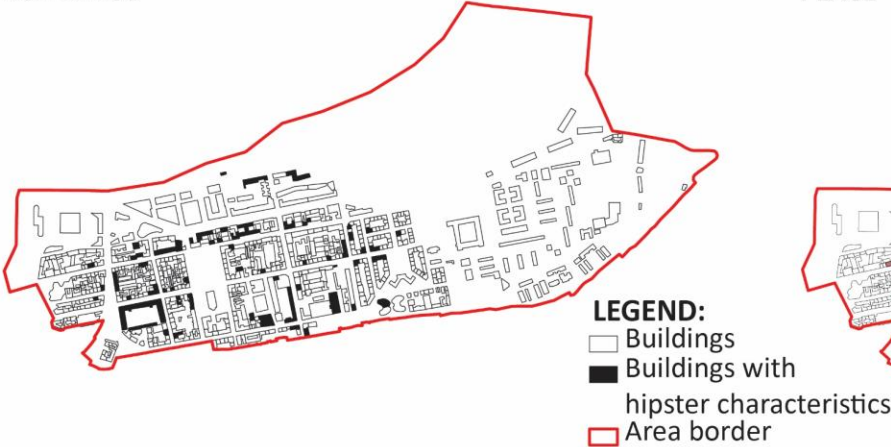 LEGEND:
Buildings
Buildings with
hipster characteristics
Area border